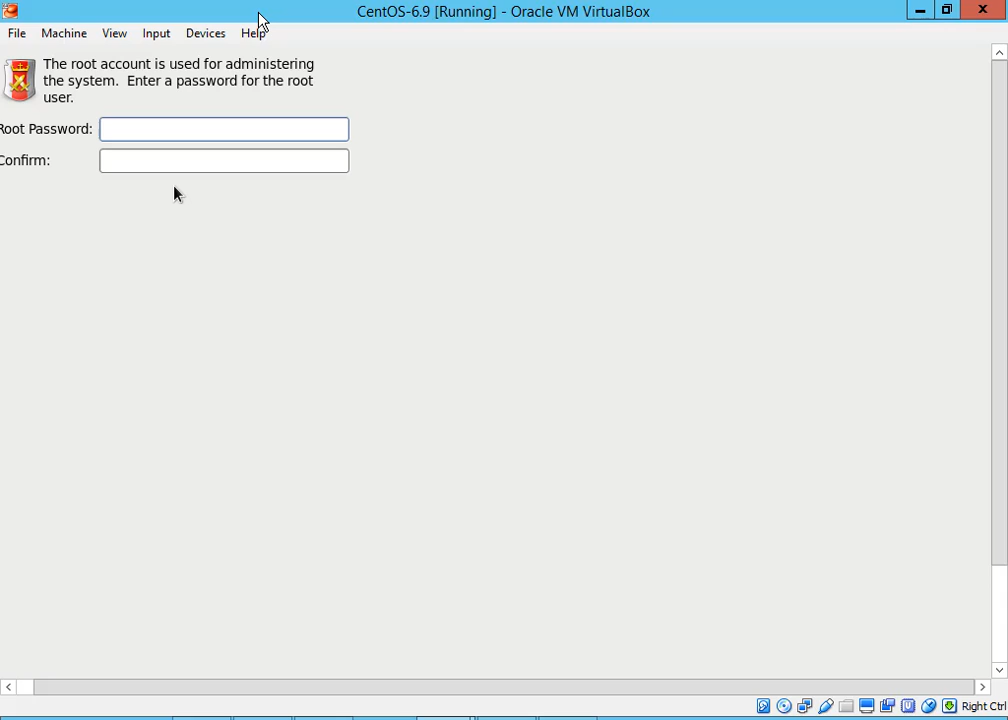 CentOS-6.9 [Running] - Oracle VM VirtualBox
File Machine View Input Devices Help
The root account is used for administering
the system. Enter a password for the root
user.
Root Password:
Confirm:
Right Ctrl